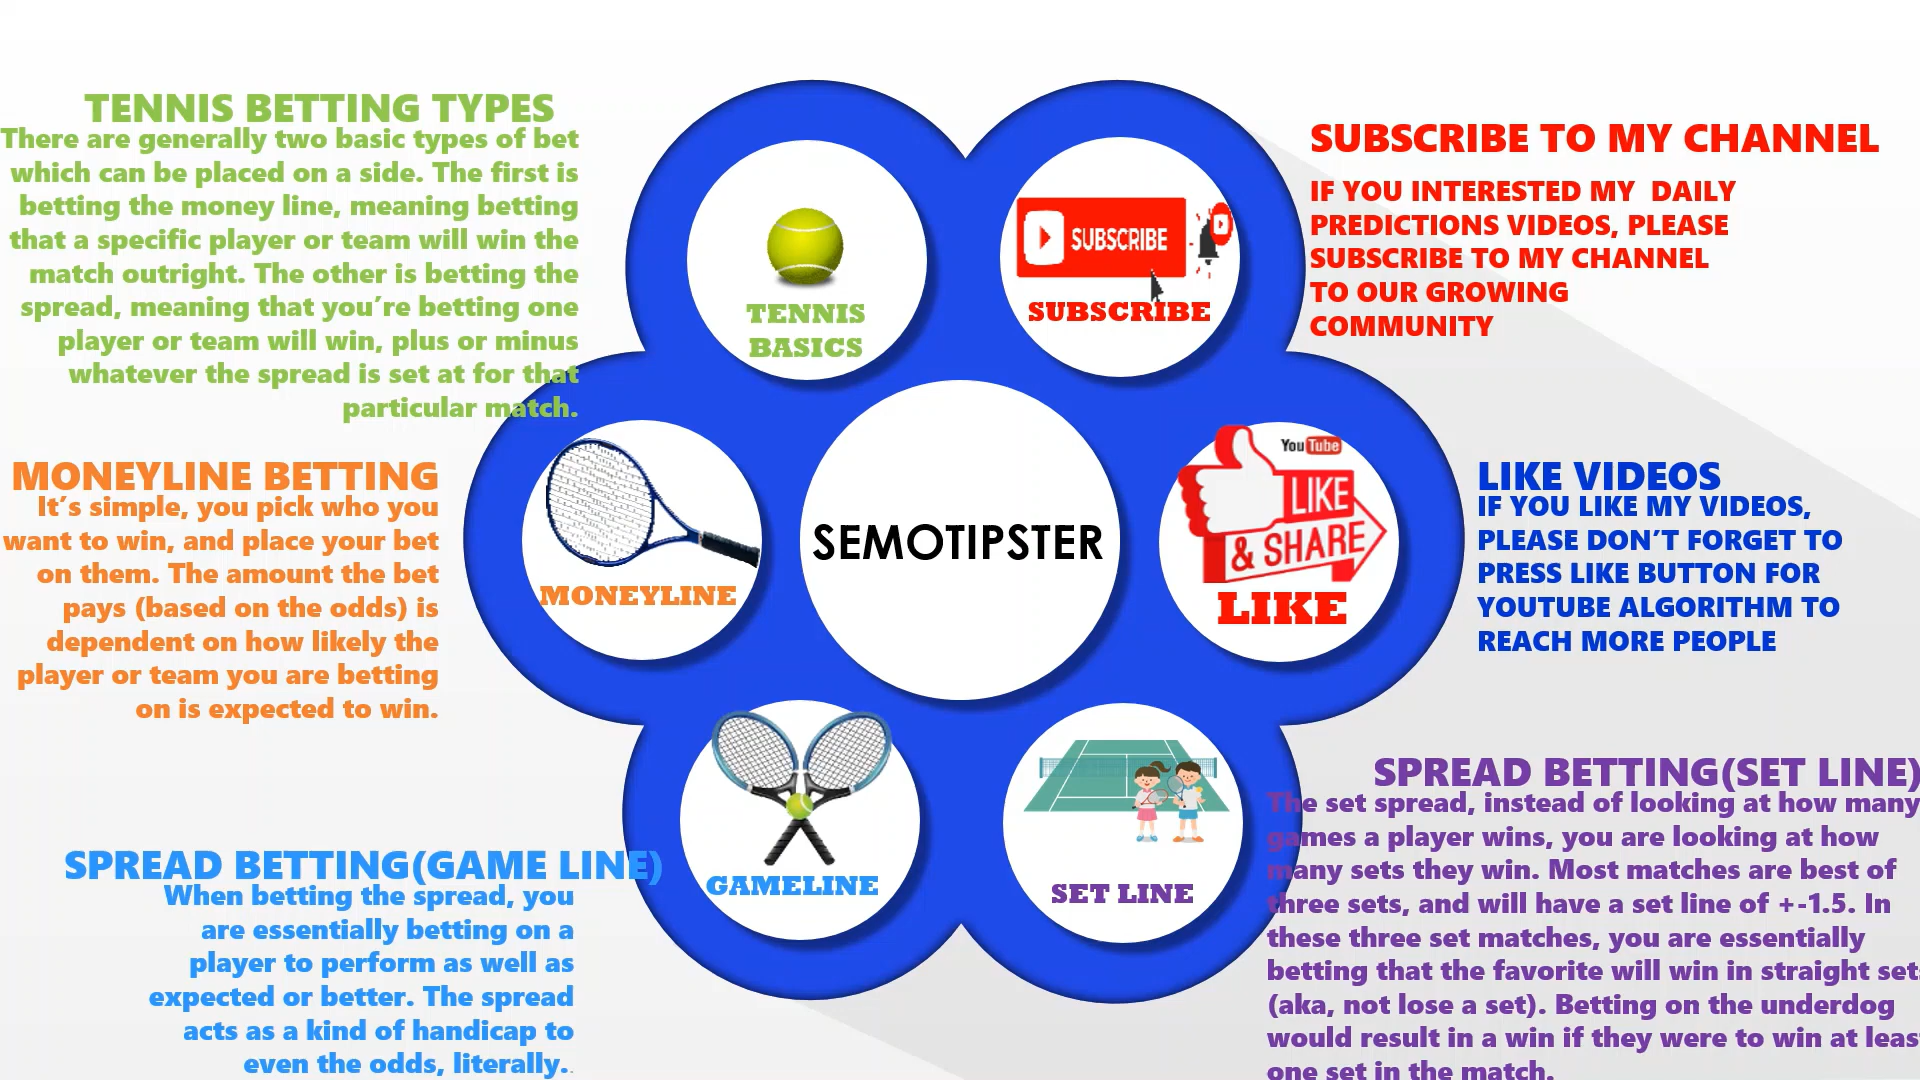 TENNIS BETTING TYPES
There are generally two basic types of bet
which can be placed on a side. The first is
betting the money line, meaning betting
that a specific player or team will win the
match outright. The other is betting the
spread, meaning that you’re betting one
player or team will win, plus or minus
whatever the spread is set at for that
particular match.
MONEYLINE BETTING
It’s simple, you pick who you
want to win, and place your bet
on them. The amount the bet
pays (based on the odds) is
dependent on how likely the
player or team you are betting
on is expected to win.
SPREAD BETTING(GAME LINE)
When betting the spread, you
are essentially betting on a
player to perform as well as
expected or better. The spread
acts as a kind of handicap to
even the odds, literally..
TENNIS
BASICS
SUBSCRIBE
SUBSCRIBE
MONEYLINE
SEMOTIPSTER
YouTube
LIKE
& SHARE
LIKE
GAMELINE
SET LINE
SUBSCRIBE TO MY CHANNEL
IF YOU INTERESTED MY DAILY
PREDICTIONS VIDEOS, PLEASE
SUBSCRIBE TO MY CHANNEL
TO OUR GROWING
COMMUNITY
LIKE VIDEOS
IF YOU LIKE MY VIDEOS,
PLEASE DON’T FORGET TO
PRESS LIKE BUTTON FOR
YOUTUBE ALGORITHM TO
REACH MORE PEOPLE
SPREAD BETTING(SET LINE)
The set spread, instead of looking at how many
games a player wins, you are looking at how
many sets they win. Most matches are best of
three sets, and will have a set line of +-1.5. In
these three set matches, you are essentially
betting that the favorite will win in straight sets
(aka, not lose a set). Betting on the underdog
would result in a win if they were to win at least
one set in the match.